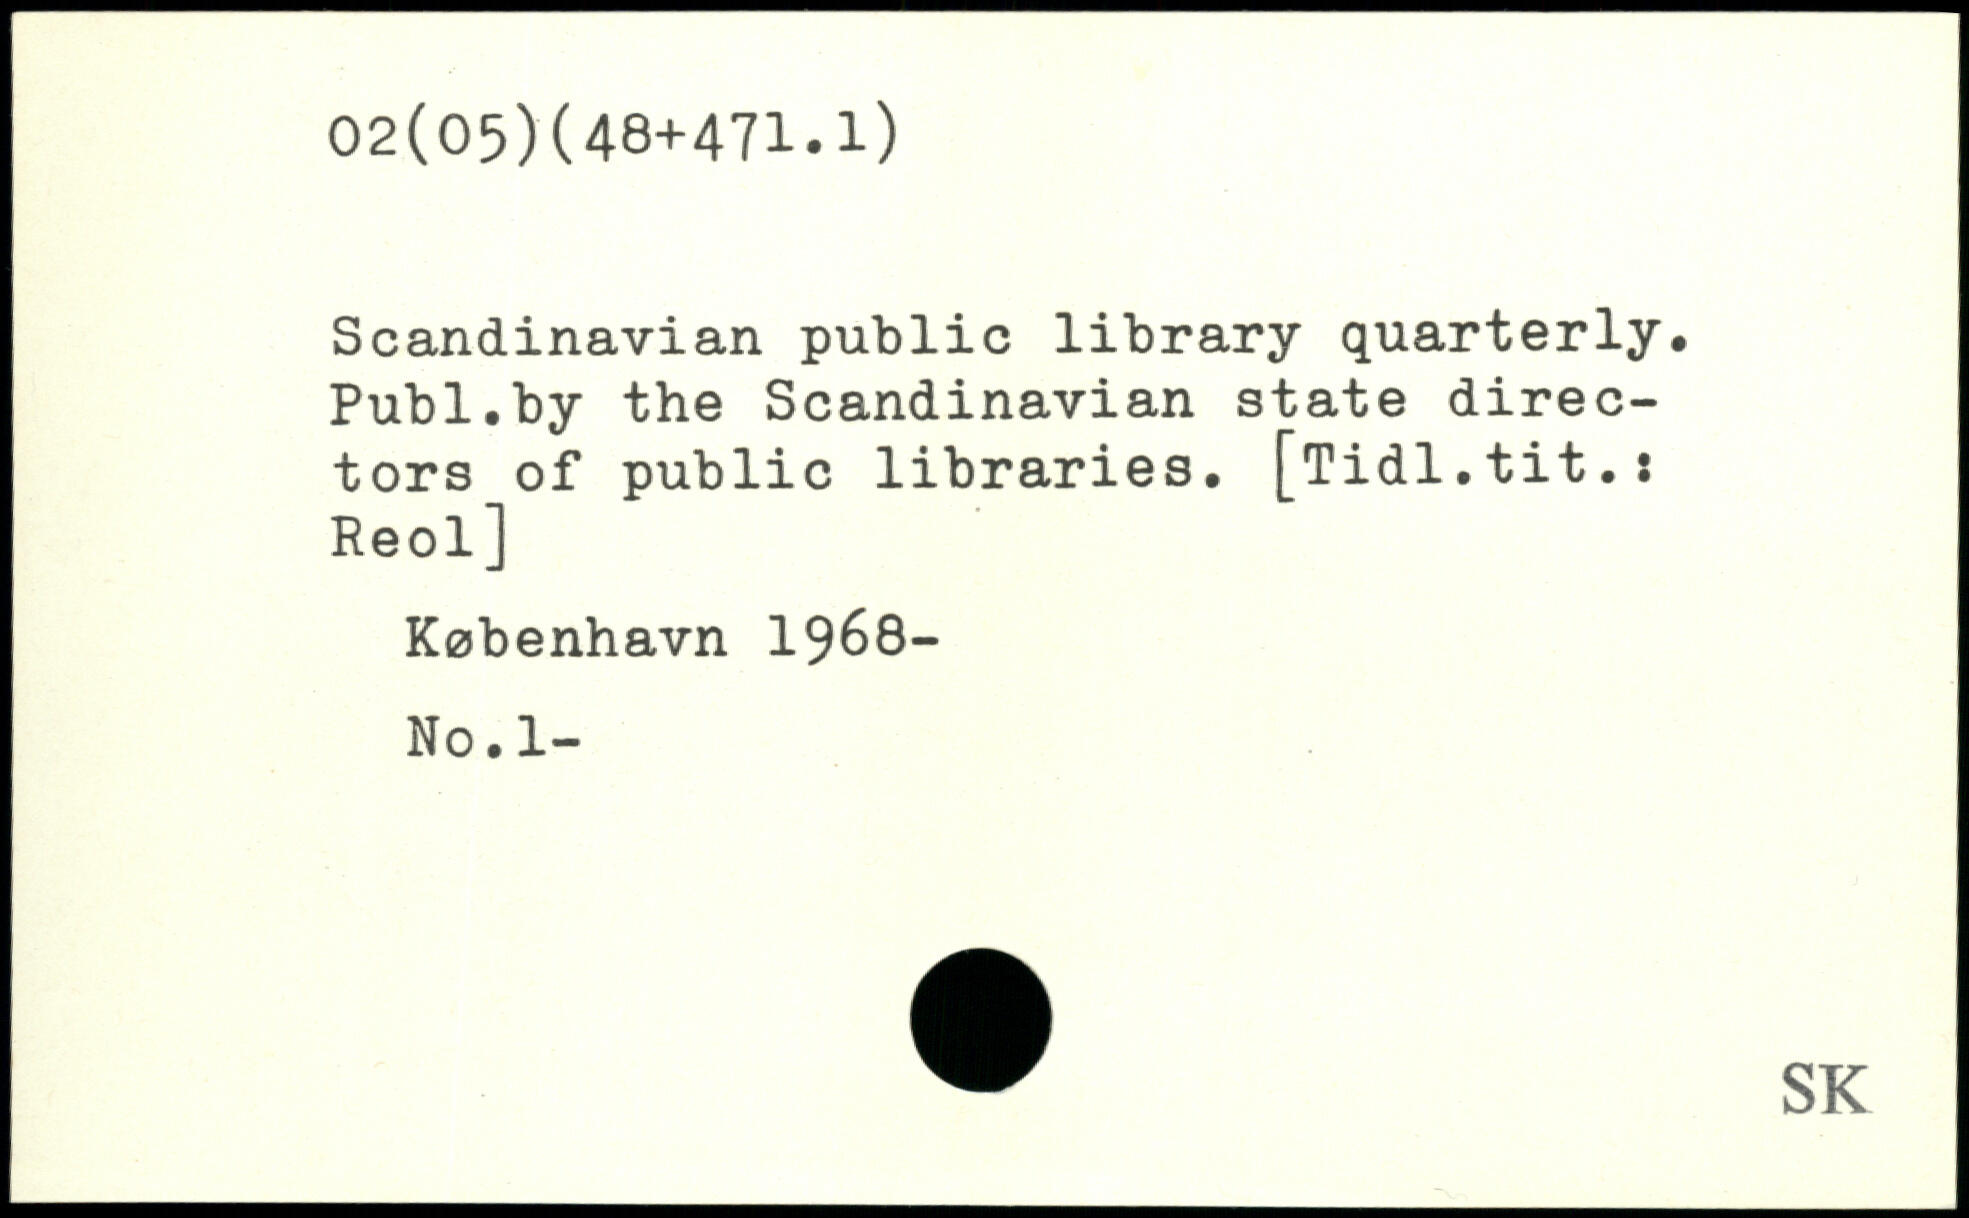 02(05)(48+471.1)
Scandinavian public library quarterly.
Publ.by the Scandinavian state direc-
tors of public libraries. [Tidl.tit.:
Reol]
København 1968-
No.1-
SK